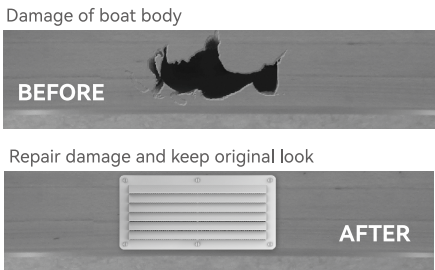 Damage of boat body
BEFORE
Repair damage and keep original look
AFTER